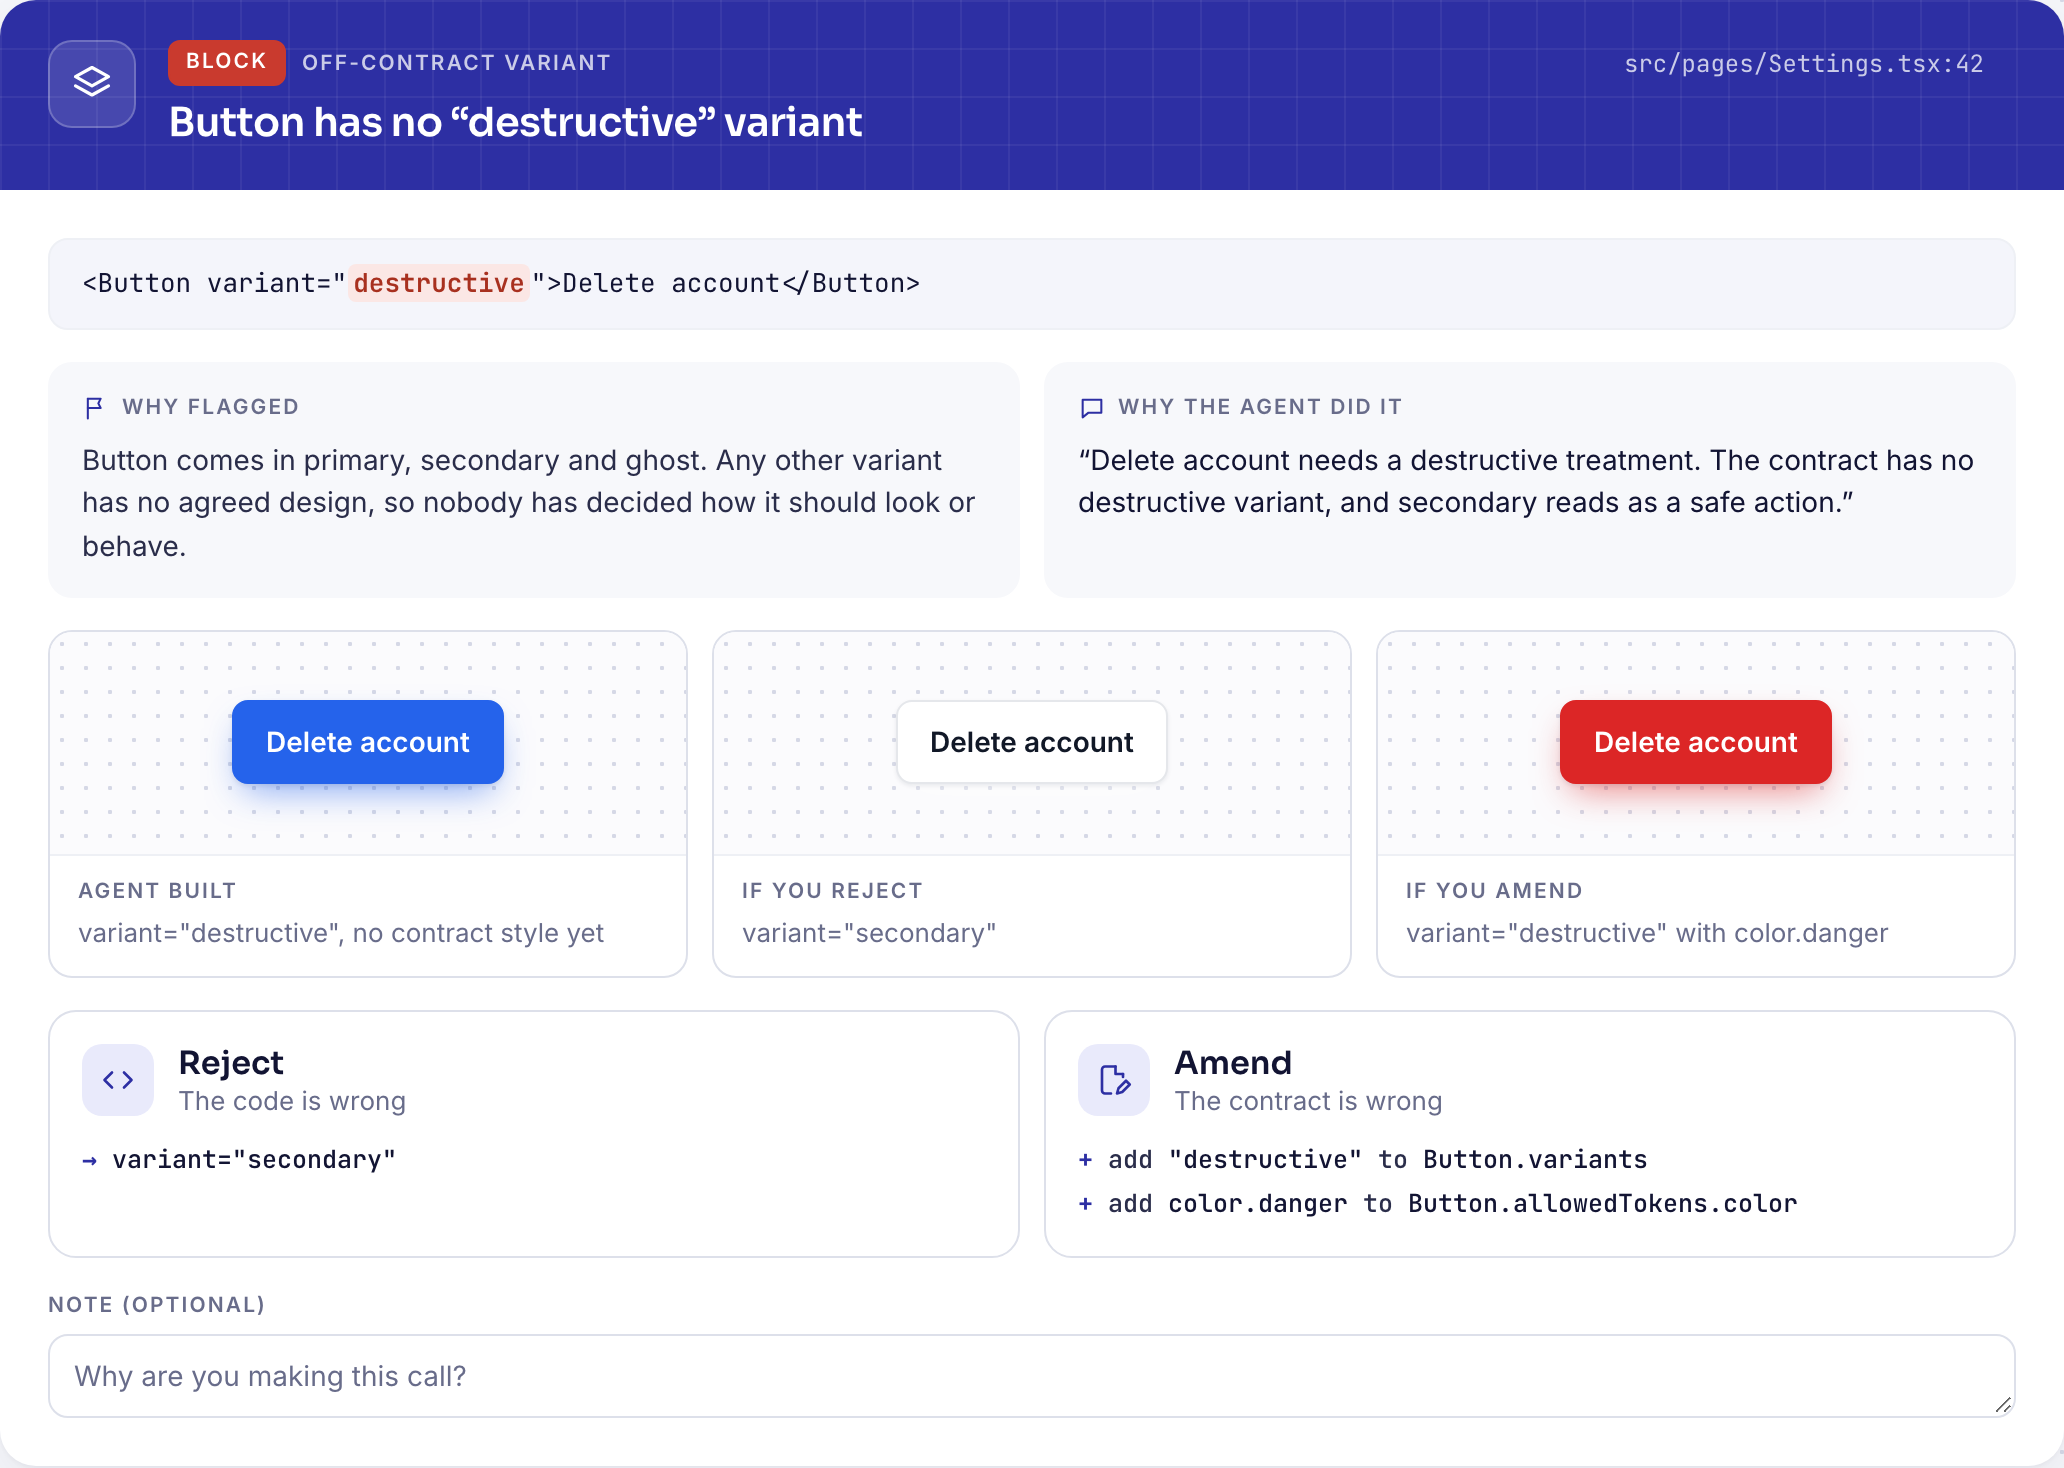 BLOCK OFF-CONTRACT VARIANT
src/pages/Settings.tsx:42
Button has no “destructive” variant
<Button variant="destructive">Delete account</Button>
WHY FLAGGED
Button comes in primary, secondary and ghost. Any other variant
has no agreed design, so nobody has decided how it should look or
behave.
WHY THE AGENT DID IT
“Delete account needs a destructive treatment. The contract has no
destructive variant, and secondary reads as a safe action.”
Delete account
AGENT BUILT
variant="destructive", no contract style yet
Delete account
IF YOU REJECT
variant="secondary"
Delete account
IF YOU AMEND
variant="destructive" with color.danger
Reject
The code is wrong
→ variant="secondary"
Amend
The contract is wrong
+ add "destructive" to Button.variants
+ add color.danger to Button.allowedTokens.color
NOTE (OPTIONAL)
Why are you making this call?